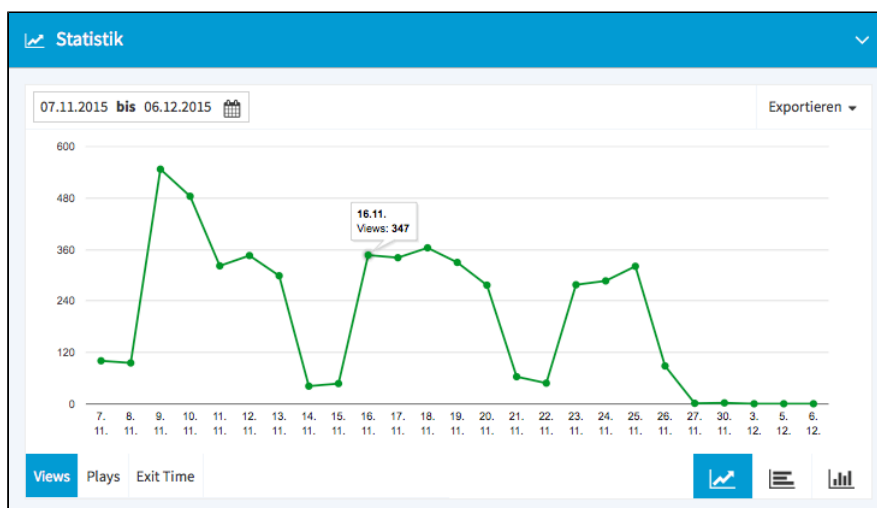 Statistik
07.11.2015 bis 06.12.2015
Exportieren
600
480
360
240
120
0
16.11.
Views: 347
7. 8. 9. 10. 11. 12. 13. 14. 15. 16. 17. 18. 19. 20. 21. 22. 23. 24. 25. 26. 27. 30. 3. 5. 6.
11. 11. 11. 11. 11. 11. 11. 11. 11. 11. 11. 11. 11. 11. 11. 11. 11. 11. 11. 11. 11. 11. 12. 12. 12.
Views Plays Exit Time